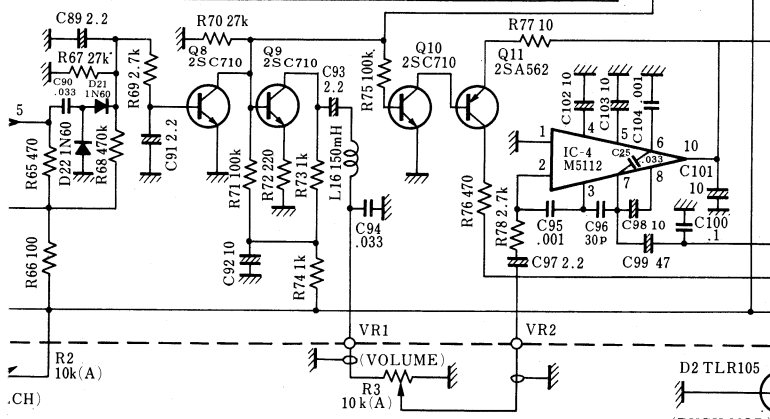 C89 2.2
R70 27k
R77 10
R67 27k
Q8
2SC710
Q9
2SC710
Q10
2SC710
Q11
2SA562
C90
.033
D21
1N60
R69 2.7k
C93
2.2
R75 100k
C102 10
C103 10
C104 .001
5
1
4
5
6
10
IC-4
M5112
C25
.033
2
3
7
8
C101
10
R65 470
D22 1N60
R68 470k
C91 2.2
R71 100k
R72 220
R73 1k
L16 150mH
R76 470
R78 2.7k
C94
.033
C95
.001
C96
30P
C98 10
C100
.1
R66 100
C92 10
R74 1k
C97 2.2
C99 47
VR1
VR2
R2
10k(A)
(VOLUME)
R3
10k(A)
D2 TLR105
.CH)